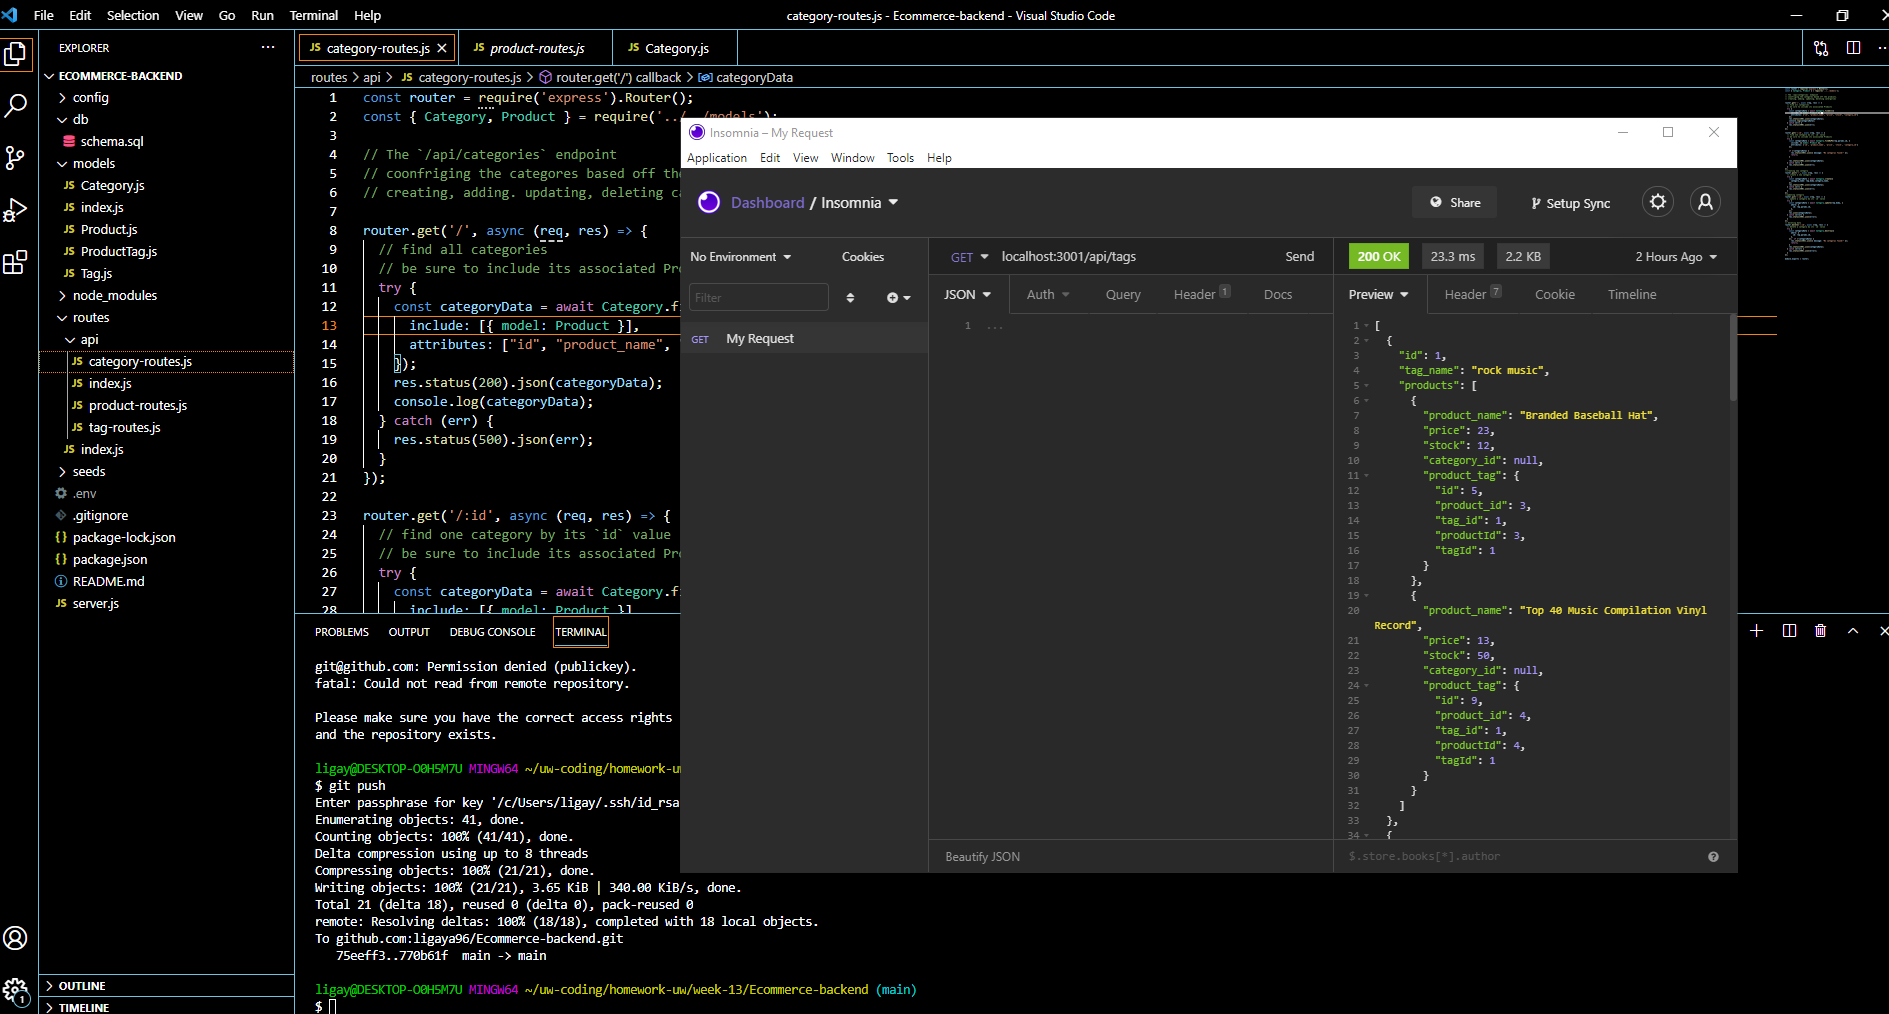 File Edit Selection View Go Run Terminal Help
category-routes.js - Ecommerce-backend - Visual Studio Code
EXPLORER
ECOMMERCE-BACKEND
config
db
schema.sql
models
Category.js
index.js
Product.js
ProductTag.js
Tag.js
node_modules
routes
api
category-routes.js
index.js
product-routes.js
tag-routes.js
index.js
seeds
.env
.gitignore
package-lock.json
package.json
README.md
server.js
OUTLINE
TIMELINE
1
JS category-routes.js
JS product-routes.js
JS Category.js
routes > api > JS category-routes.js > router.get('/') callback > categoryData
1 const router = require('express').Router();
2 const { Category, Product } = require('../../models');
3
4 // The `/api/categories` endpoint
5 // coonfriging the categores based off the
6 // creating, adding. updating, deleting ca
7
8 router.get('/', async (req, res) => {
9 // find all categories
10 // be sure to include its associated Pro
11 try {
12 const categoryData = await Category.fi
13 include: [{ model: Product }],
14 attributes: ["id", "product_name", "
15 });
16 res.status(200).json(categoryData);
17 console.log(categoryData);
18 } catch (err) {
19 res.status(500).json(err);
20 }
21 });
22
23 router.get('/:id', async (req, res) => {
24 // find one category by its `id` value
25 // be sure to include its associated Pro
26 try {
27 const categoryData = await Category.fi
28 include: [{ model: Product }]
PROBLEMS OUTPUT DEBUG CONSOLE TERMINAL
git@github.com: Permission denied (publickey).
fatal: Could not read from remote repository.
Please make sure you have the correct access rights
and the repository exists.
ligay@DESKTOP-O0H5M7U MINGW64 ~/uw-coding/homework-uw
$ git push
Enter passphrase for key '/c/Users/ligay/.ssh/id_rsa
Enumerating objects: 41, done.
Counting objects: 100% (41/41), done.
Delta compression using up to 8 threads
Compressing objects: 100% (21/21), done.
Writing objects: 100% (21/21), 3.65 KiB | 340.00 KiB/s, done.
Total 21 (delta 18), reused 0 (delta 0), pack-reused 0
remote: Resolving deltas: 100% (18/18), completed with 18 local objects.
To github.com:ligaya96/Ecommerce-backend.git
75eeff3..770b61f main -> main
ligay@DESKTOP-O0H5M7U MINGW64 ~/uw-coding/homework-uw/week-13/Ecommerce-backend (main)
$
Insomnia – My Request
Application Edit View Window Tools Help
Dashboard / Insomnia
Share
Setup Sync
No Environment
Cookies
Filter
GET My Request
GET localhost:3001/api/tags Send
JSON Auth Query Header 1 Docs
1 ...
Beautify JSON
200 OK 23.3 ms 2.2 KB 2 Hours Ago
Preview Header 7 Cookie Timeline
1 [
2 {
3 "id": 1,
4 "tag_name": "rock music",
5 "products": [
6 {
7 "product_name": "Branded Baseball Hat",
8 "price": 23,
9 "stock": 12,
10 "category_id": null,
11 "product_tag": {
12 "id": 5,
13 "product_id": 3,
14 "tag_id": 1,
15 "productId": 3,
16 "tagId": 1
17 }
18 },
19 {
20 "product_name": "Top 40 Music Compilation Vinyl
Record",
21 "price": 13,
22 "stock": 50,
23 "category_id": null,
24 "product_tag": {
25 "id": 9,
26 "product_id": 4,
27 "tag_id": 1,
28 "productId": 4,
29 "tagId": 1
30 }
31 }
32 ]
33 },
34 {
$.store.books[*].author